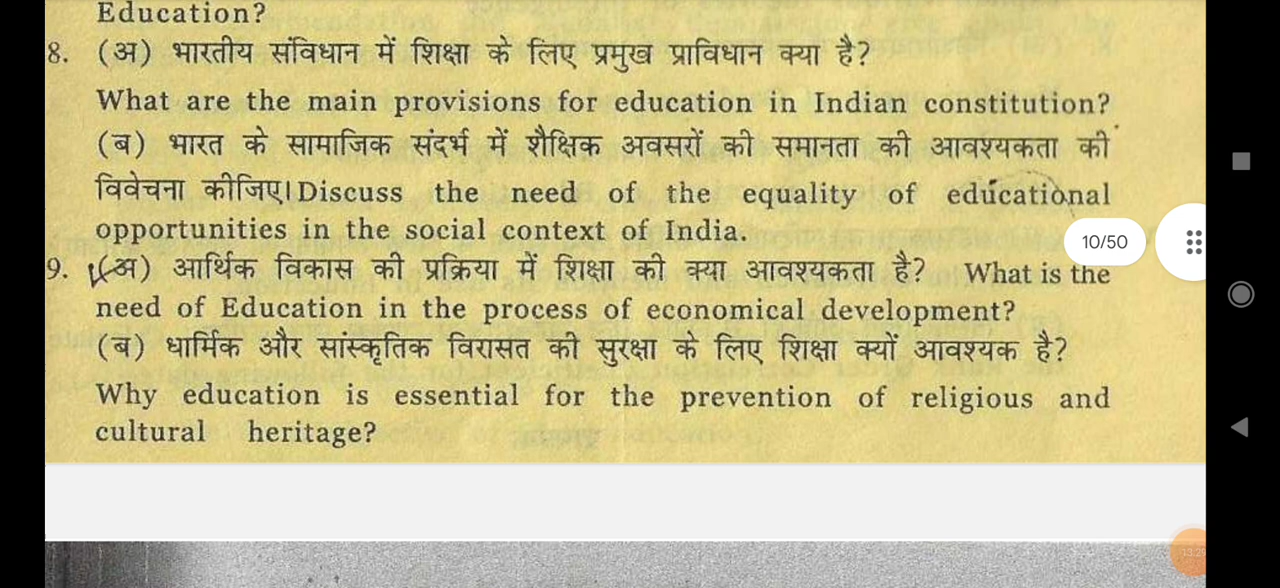 Education?
8. (अ) भारतीय संविधान में शिक्षा के लिए प्रमुख प्राविधान क्या है?
What are the main provisions for education in Indian constitution?
(ब) भारत के सामाजिक संदर्भ में शैक्षिक अवसरों की समानता की आवश्यकता की
विवेचना कीजिए। Discuss the need of the equality of educational
opportunities in the social context of India.
10/50
9. (अ) आर्थिक विकास की प्रक्रिया में शिक्षा की क्या आवश्यकता है? What is the
need of Education in the process of economical development?
(ब) धार्मिक और सांस्कृतिक विरासत की सुरक्षा के लिए शिक्षा क्यों आवश्यक है?
Why education is essential for the prevention of religious and
cultural heritage?
13:29